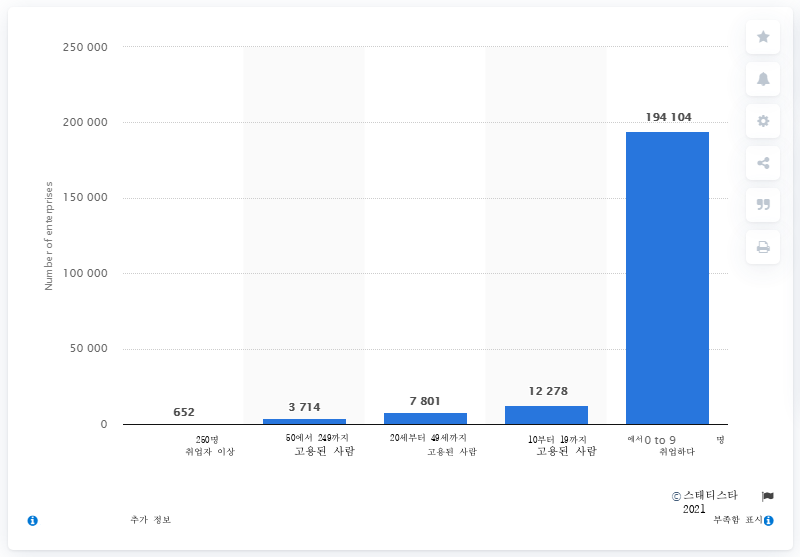 250 000
200 000
194 104
150 000
Number of enterprises
100 000
50 000
12 278
7 801
3 714
652
0
250명
취업자 이상
50에서 249까지
고용된 사람
20세부터 49세까지
고용된 사람
10부터 19까지
고용된 사람
에서 0 to 9 명
취업하다
© 스태티스타
2021
추가 정보
부족함 표시